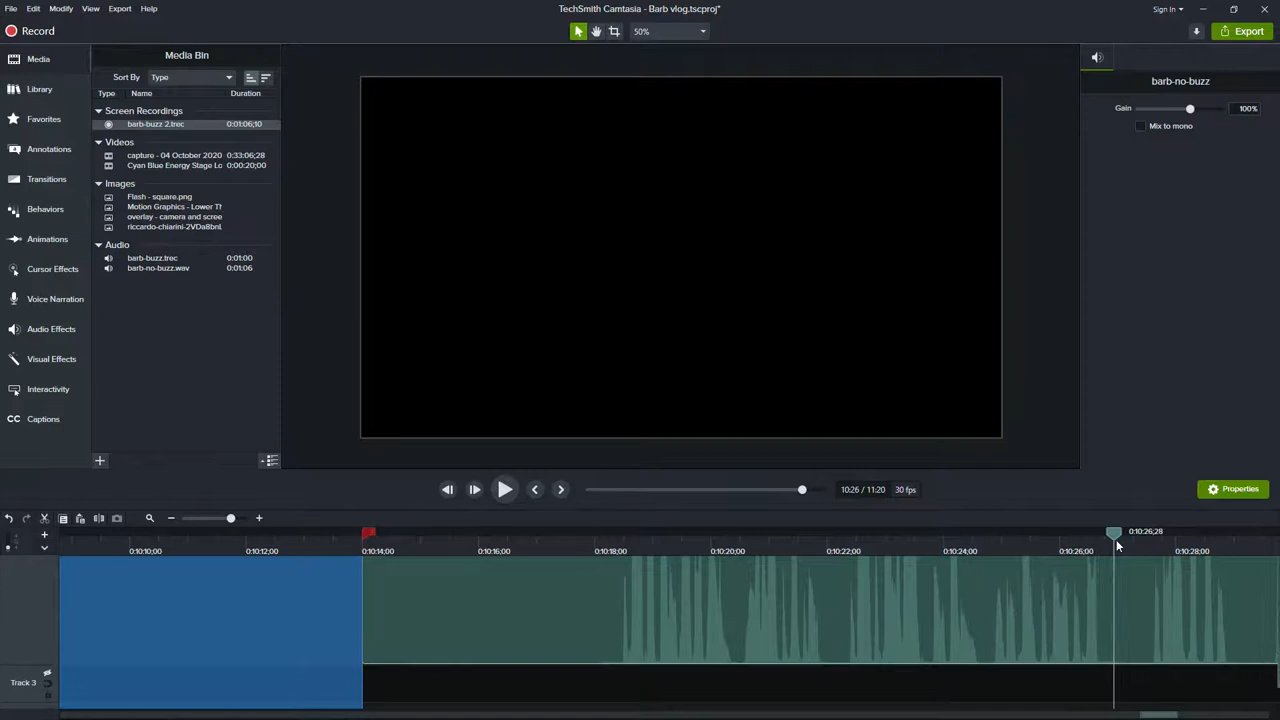 File Edit Modify View Export Help
TechSmith Camtasia - Barb vlog.tscproj*
Sign In
Record
50%
Export
Media
Library
Favorites
Annotations
Transitions
Behaviors
Animations
Cursor Effects
Voice Narration
Audio Effects
Visual Effects
Interactivity
CC Captions
Media Bin
Sort By Type
Type Name Duration
Screen Recordings
barb-buzz 2.trec 0:01:06;10
Videos
capture - 04 October 2020 0:33:06;28
Cyan Blue Energy Stage Lo 0:00:20;00
Images
Flash - square.png
Motion Graphics - Lower Th
overlay - camera and scree
riccardo-chiarini-2VDa8bnL
Audio
barb-buzz.trec 0:01:00
barb-no-buzz.wav 0:01:06
barb-no-buzz
Gain 100%
Mix to mono
10:26 / 11:20 30 fps
Properties
0:10:26;28
0:10:10;00 0:10:12;00 0:10:14;00 0:10:16;00 0:10:18;00 0:10:20;00 0:10:22;00 0:10:24;00 0:10:26;00 0:10:28;00
Track 3